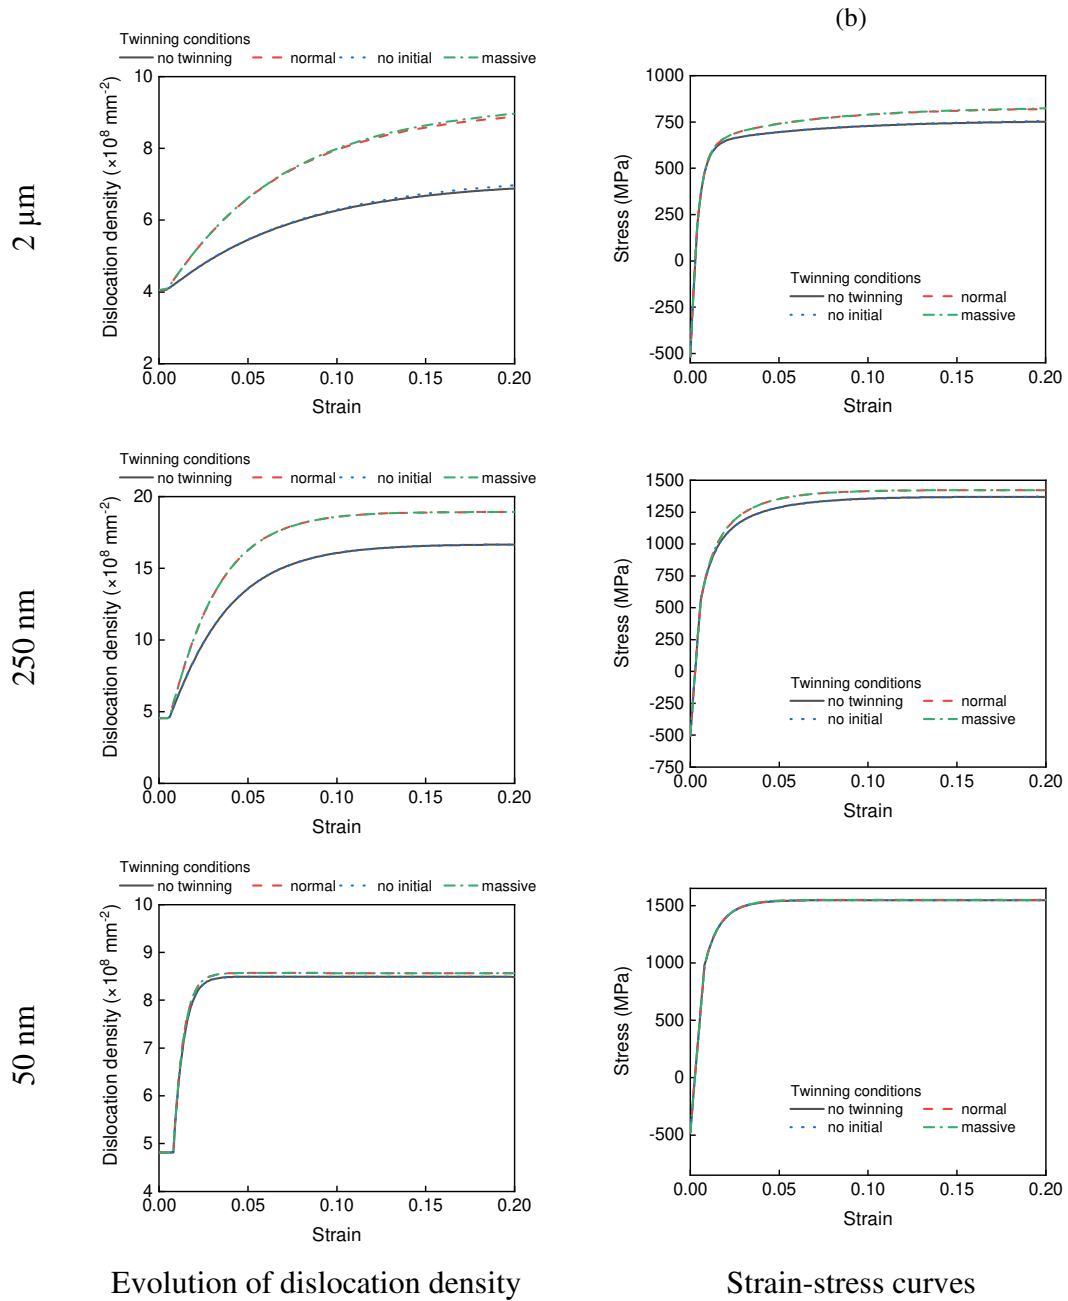 (b)
Twinning conditions
no twinning normal no initial massive
10
8
6
4
2
0.00 0.05 0.10 0.15 0.20
Dislocation density (×10⁸ mm⁻²)
Strain
2 μm
1000
750
500
250
0
-250
-500
0.00 0.05 0.10 0.15 0.20
Stress (MPa)
Strain
Twinning conditions
no twinning normal
no initial massive
Twinning conditions
no twinning normal no initial massive
20
15
10
5
0
0.00 0.05 0.10 0.15 0.20
Dislocation density (×10⁸ mm⁻²)
Strain
250 nm
1500
1250
1000
750
500
250
0
-250
-500
-750
0.00 0.05 0.10 0.15 0.20
Stress (MPa)
Strain
Twinning conditions
no twinning normal
no initial massive
Twinning conditions
no twinning normal no initial massive
10
9
8
7
6
5
4
0.00 0.05 0.10 0.15 0.20
Dislocation density (×10⁸ mm⁻²)
Strain
50 nm
1500
1000
500
0
-500
0.00 0.05 0.10 0.15 0.20
Stress (MPa)
Strain
Twinning conditions
no twinning normal
no initial massive
Evolution of dislocation density
Strain-stress curves